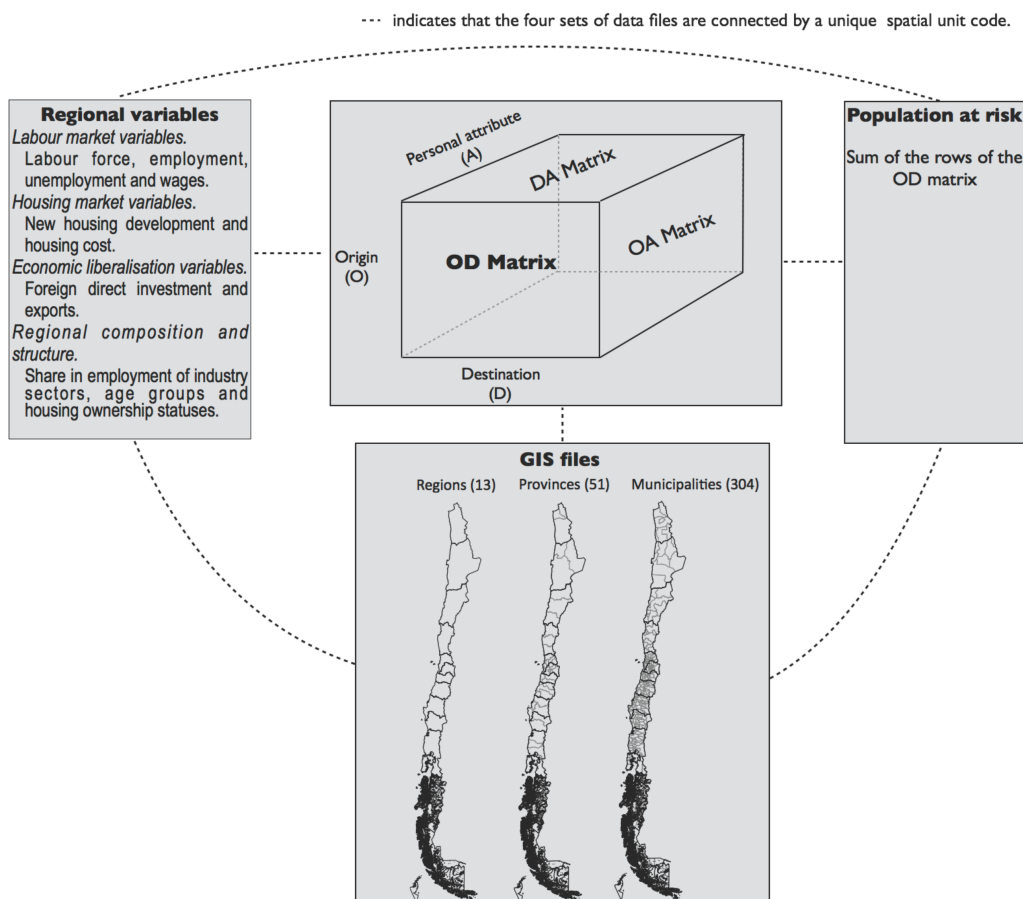 --- indicates that the four sets of data files are connected by a unique spatial unit code.
Regional variables
Labour market variables.
Labour force, employment,
unemployment and wages.
Housing market variables.
New housing development and
housing cost.
Economic liberalisation variables.
Foreign direct investment and
exports.
Regional composition and
structure.
Share in employment of industry
sectors, age groups and
housing ownership statuses.
Personal attribute
(A)
DA Matrix
OA Matrix
OD Matrix
Origin
(O)
Destination
(D)
Population at risk
Sum of the rows of the
OD matrix
GIS files
Regions (13) Provinces (51) Municipalities (304)